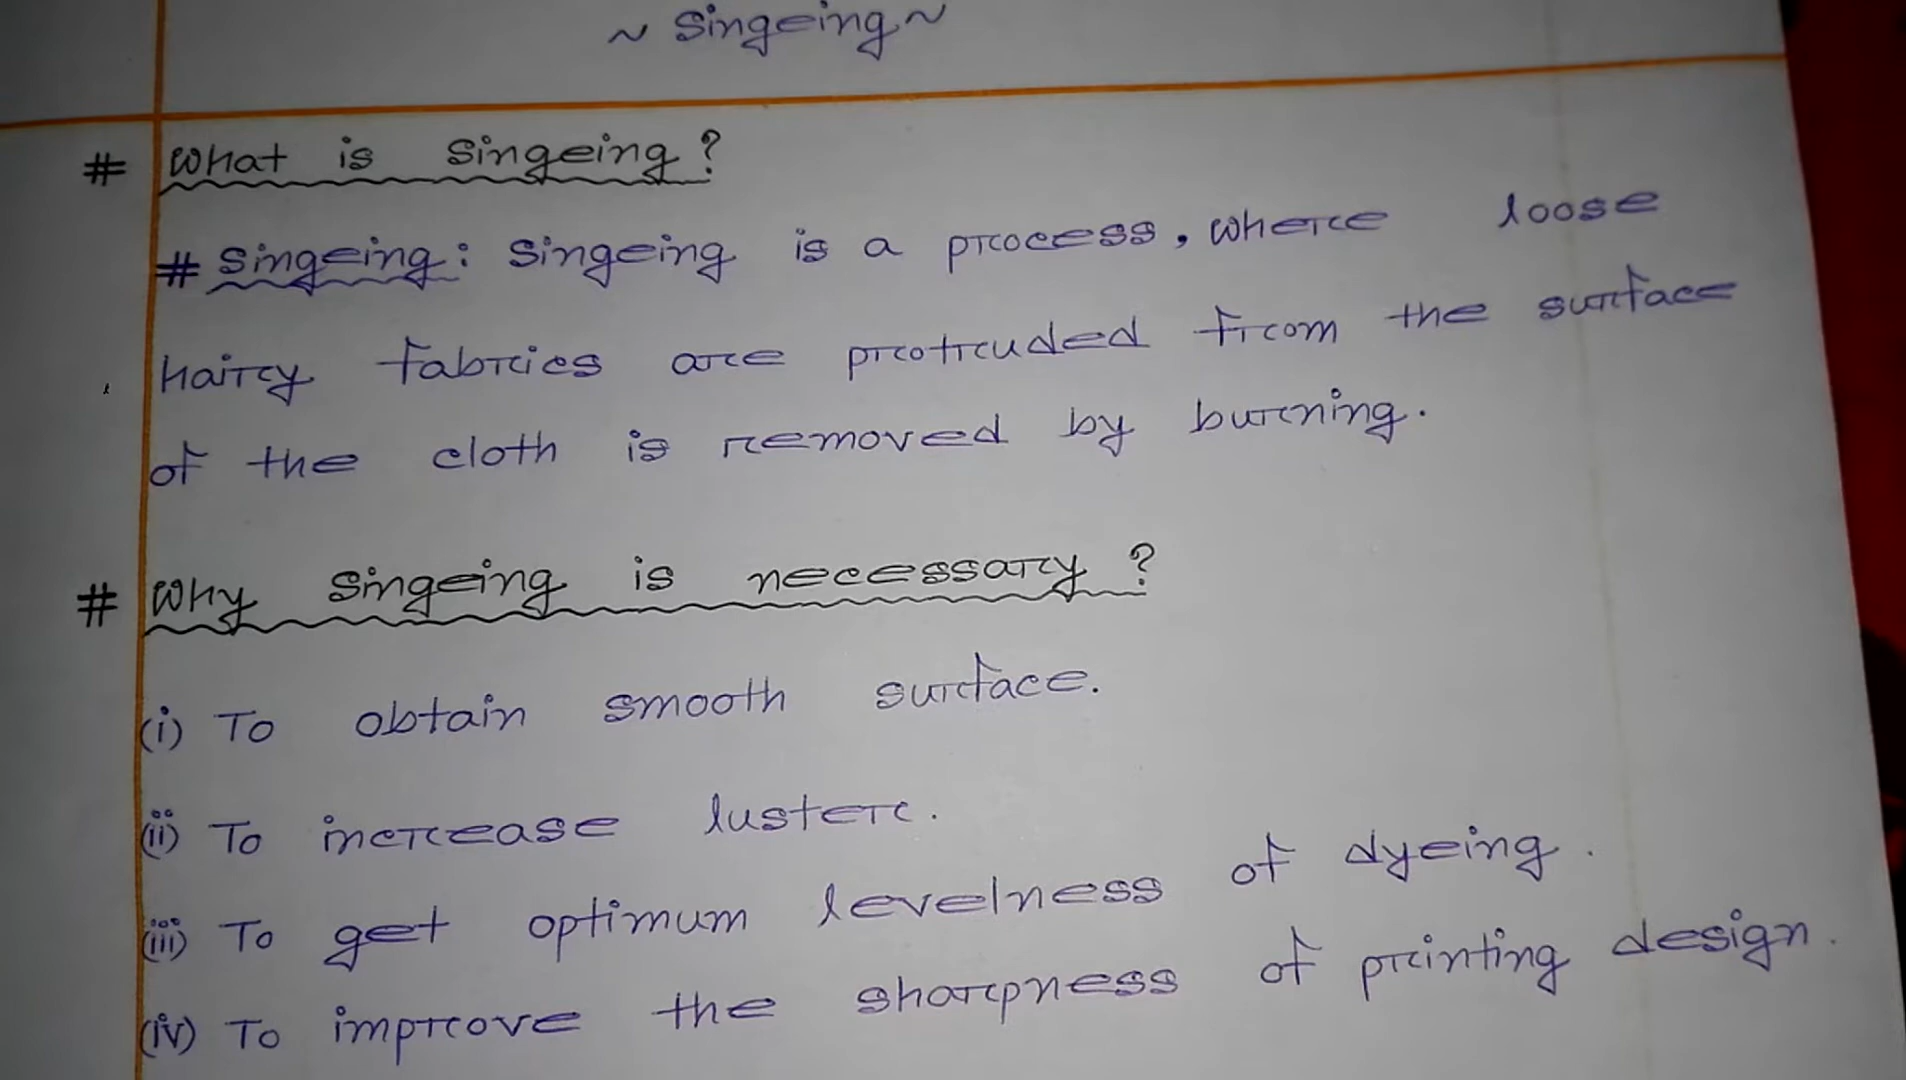 ~ Singeing ~
# What is Singeing?
# Singeing: Singeing is a process, where loose
hairy fabrics are protruded from the surface
of the cloth is removed by burning.
# Why Singeing is necessary?
(i) To obtain smooth surface.
(ii) To increase luster.
(iii) To get optimum levelness of dyeing.
(iv) To improve the sharpness of printing design.